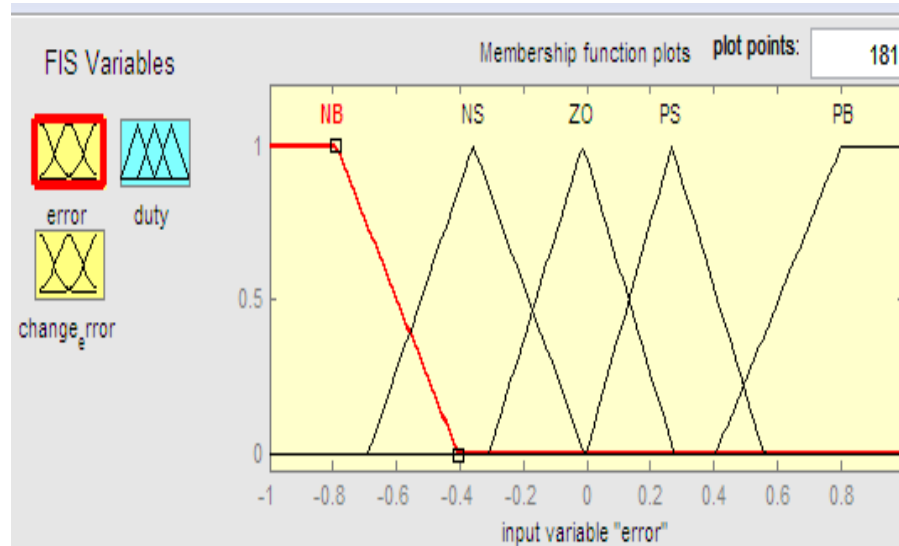 FIS Variables
Membership function plots
plot points:
181
error
duty
change_error
NB
NS
ZO
PS
PB
1
0.5
0
-1
-0.8
-0.6
-0.4
-0.2
0
0.2
0.4
0.6
0.8
input variable "error"